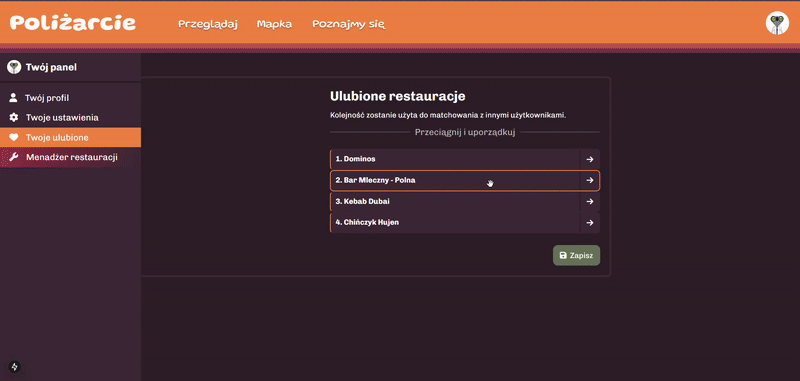 Poliżarcie
Przeglądaj
Mapka
Poznajmy się
Twój panel
Twój profil
Twoje ustawienia
Twoje ulubione
Menadżer restauracji
Ulubione restauracje
Kolejność zostanie użyta do matchowania z innymi użytkownikami.
Przeciągnij i uporządkuj
1. Dominos
2. Bar Mleczny - Polna
3. Kebab Dubai
4. Chińczyk Hujen
Zapisz